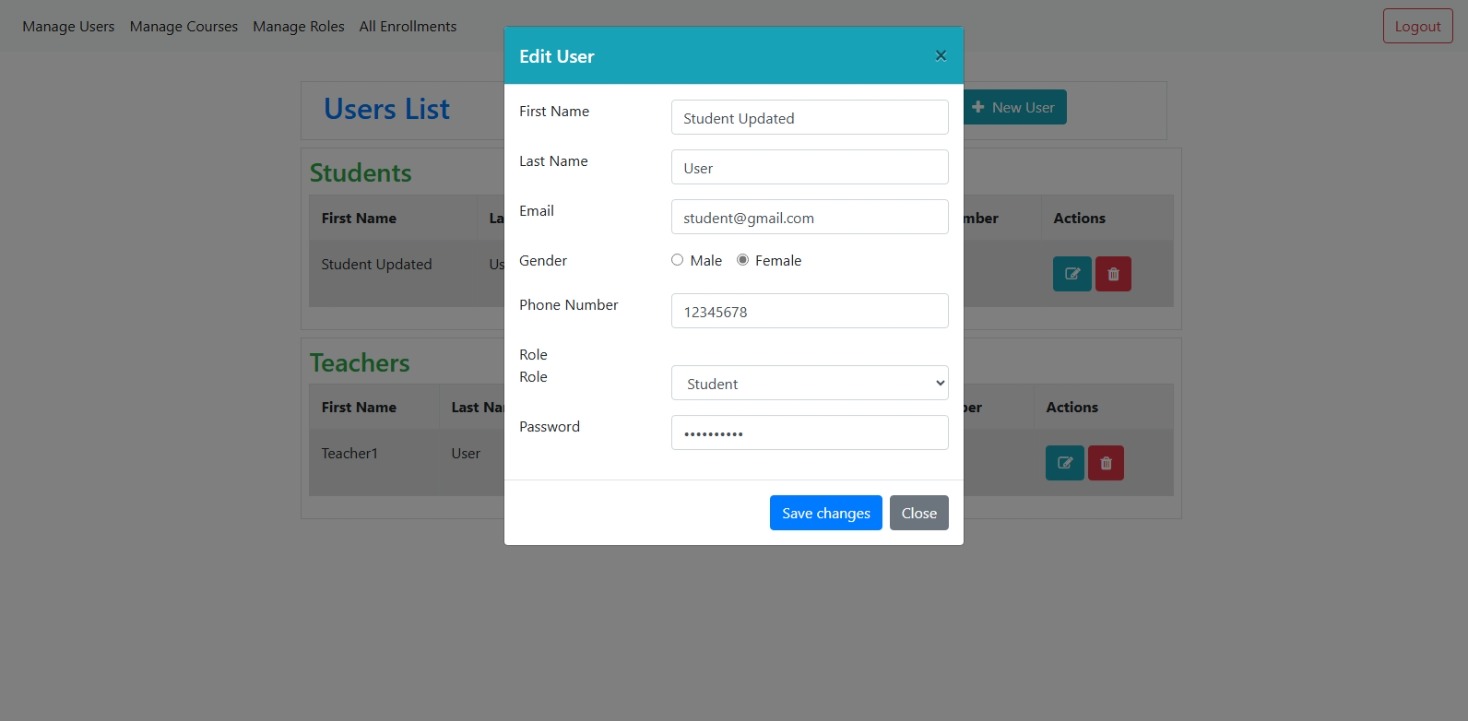 Manage Users Manage Courses Manage Roles All Enrollments Logout
Edit User ×
Users List
New User
First Name Student Updated
Last Name User
Email student@gmail.com
Gender Male Female
Phone Number 12345678
Role
Role Student
Password ••••••••••
Save changes Close
Students
First Name La mber Actions
Student Updated Us
Teachers
First Name Last Na er Actions
Teacher1 User